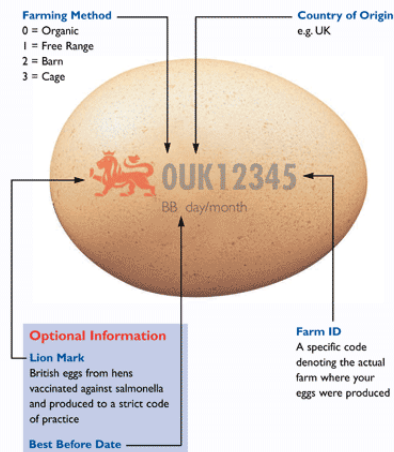 Farming Method
0 = Organic
1 = Free Range
2 = Barn
3 = Cage
Country of Origin
e.g. UK
0UK12345
BB day/month
Optional Information
Lion Mark
British eggs from hens
vaccinated against salmonella
and produced to a strict code
of practice
Best Before Date
Farm ID
A specific code
denoting the actual
farm where your
eggs were produced